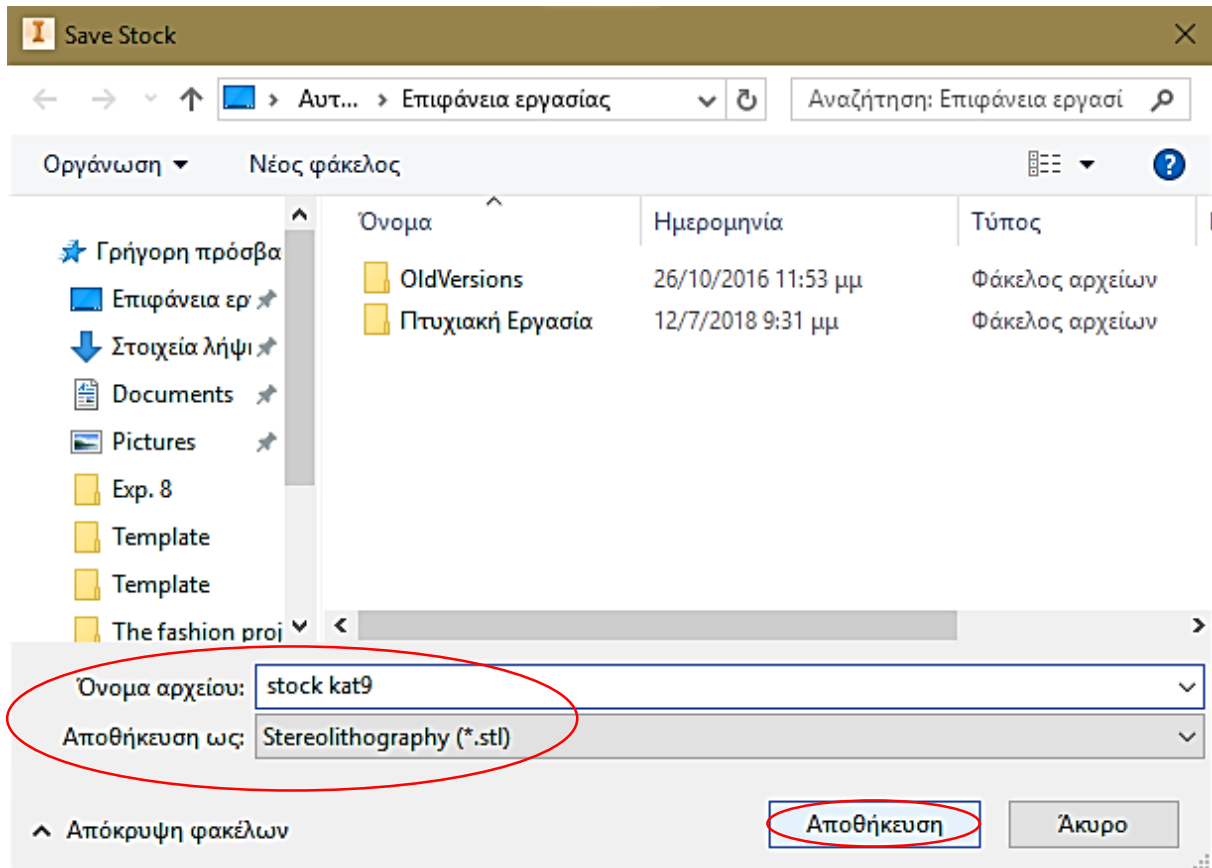 Save Stock
Αυτ... > Επιφάνεια εργασίας
Αναζήτηση: Επιφάνεια εργασί
Οργάνωση
Νέος φάκελος
Όνομα
Ημερομηνία
Τύπος
Γρήγορη πρόσβα
Επιφάνεια ερ
Στοιχεία λήψι
Documents
Pictures
Exp. 8
Template
Template
The fashion proj
OldVersions 26/10/2016 11:53 μμ Φάκελος αρχείων
Πτυχιακή Εργασία 12/7/2018 9:31 μμ Φάκελος αρχείων
Όνομα αρχείου: stock kat9
Αποθήκευση ως: Stereolithography (*.stl)
Απόκρυψη φακέλων
Αποθήκευση
Άκυρο